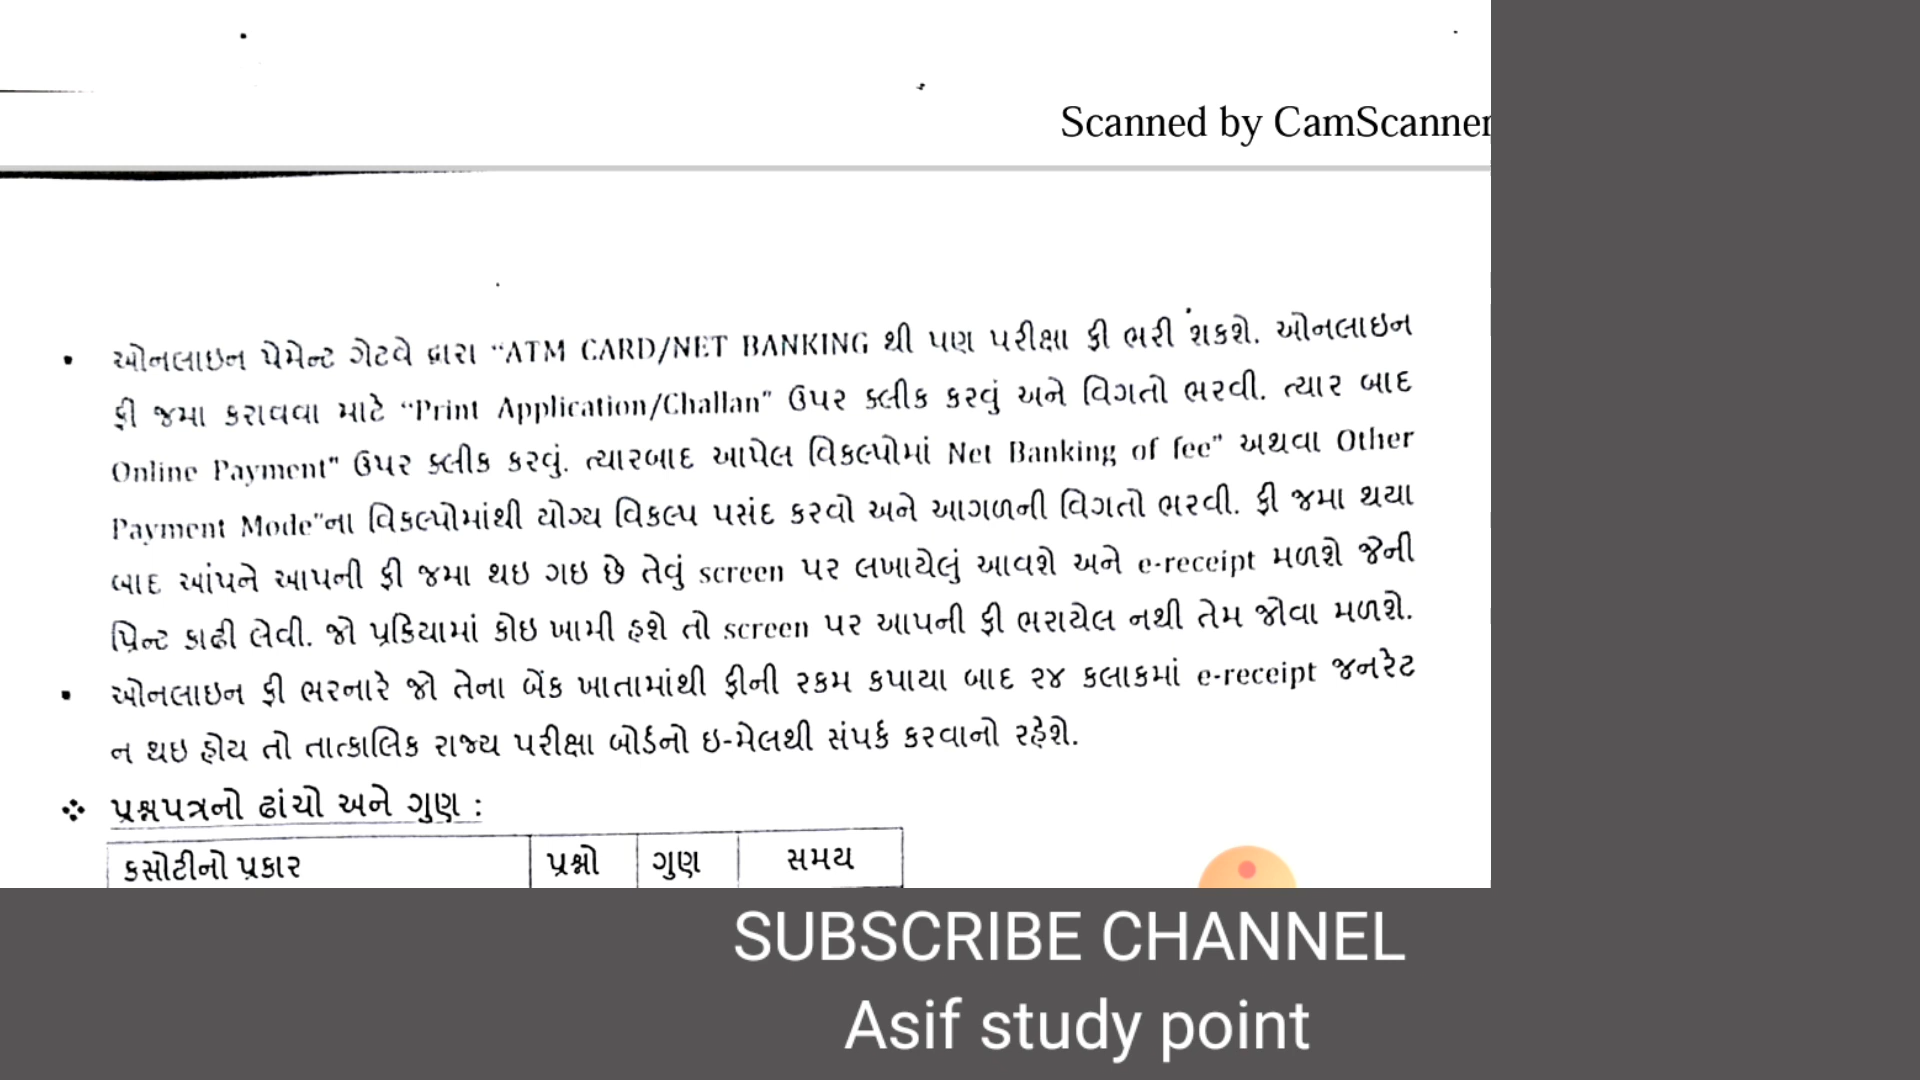 Scanned by CamScanner
• ઓનલાઇન પેમેન્ટ ગેટવે દ્વારા “ATM CARD/NET BANKING થી પણ પરીક્ષા ફી ભરી શકશે. ઓનલાઇન
ફી જમા કરાવવા માટે “Print Application/Challan" ઉપર ક્લીક કરવું અને વિગતો ભરવી. ત્યાર બાદ
Online Payment" ઉપર ક્લીક કરવું. ત્યારબાદ આપેલ વિકલ્પોમાં Net Banking of fee" અથવા Other
Payment Mode"ના વિકલ્પોમાંથી યોગ્ય વિકલ્પ પસંદ કરવો અને આગળની વિગતો ભરવી. ફી જમા થયા
બાદ આંપને આપની ફી જમા થઇ ગઇ છે તેવું screen પર લખાયેલું આવશે અને e-receipt મળશે જેની
પ્રિન્ટ કાઢી લેવી. જો પ્રક્રિયામાં કોઇ ખામી હશે તો screen પર આપની ફી ભરાયેલ નથી તેમ જોવા મળશે.
▪ ઓનલાઇન ફી ભરનારે જો તેના બેંક ખાતામાંથી ફીની રકમ કપાયા બાદ ૨૪ કલાકમાં e-receipt જનરેટ
ન થઇ હોય તો તાત્કાલિક રાજ્ય પરીક્ષા બોર્ડનો ઇ-મેલથી સંપર્ક કરવાનો રહેશે.
❖ પ્રશ્નપત્રનો ઢાંચો અને ગુણ :
કસોટીનો પ્રકાર પ્રશ્નો ગુણ સમય
SUBSCRIBE CHANNEL
Asif study point